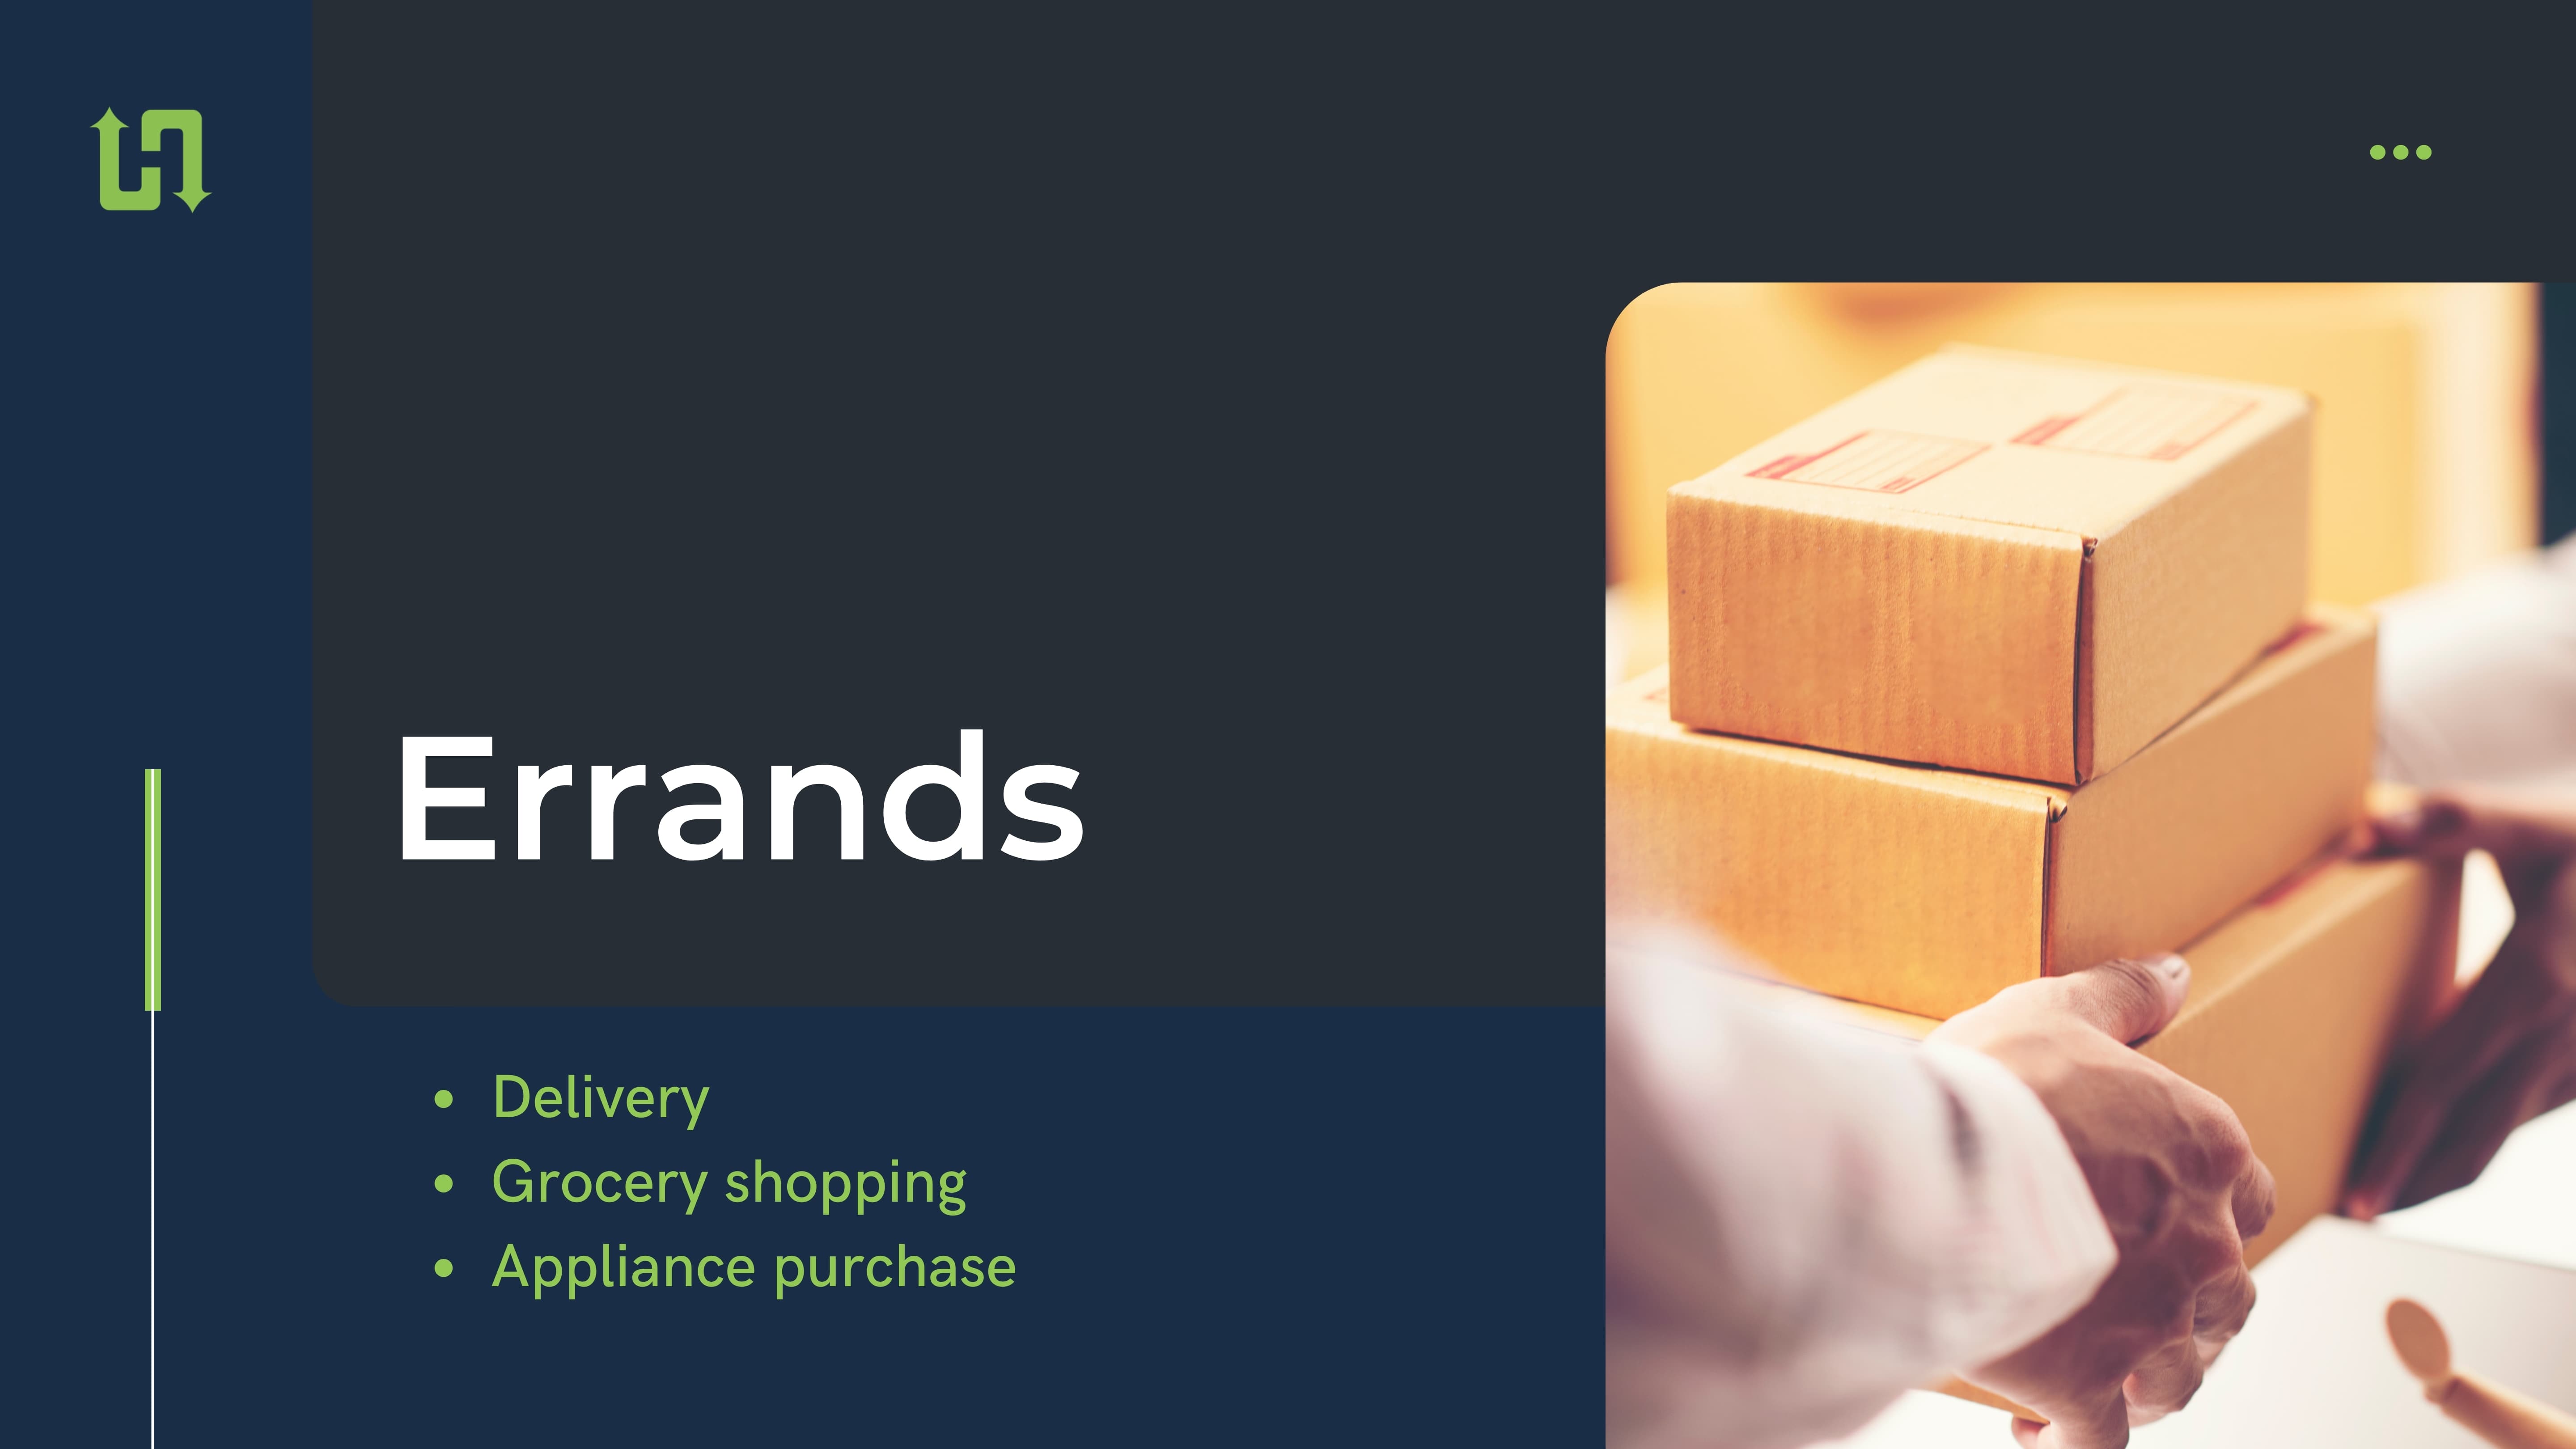 Errands
• Delivery
• Grocery shopping
• Appliance purchase